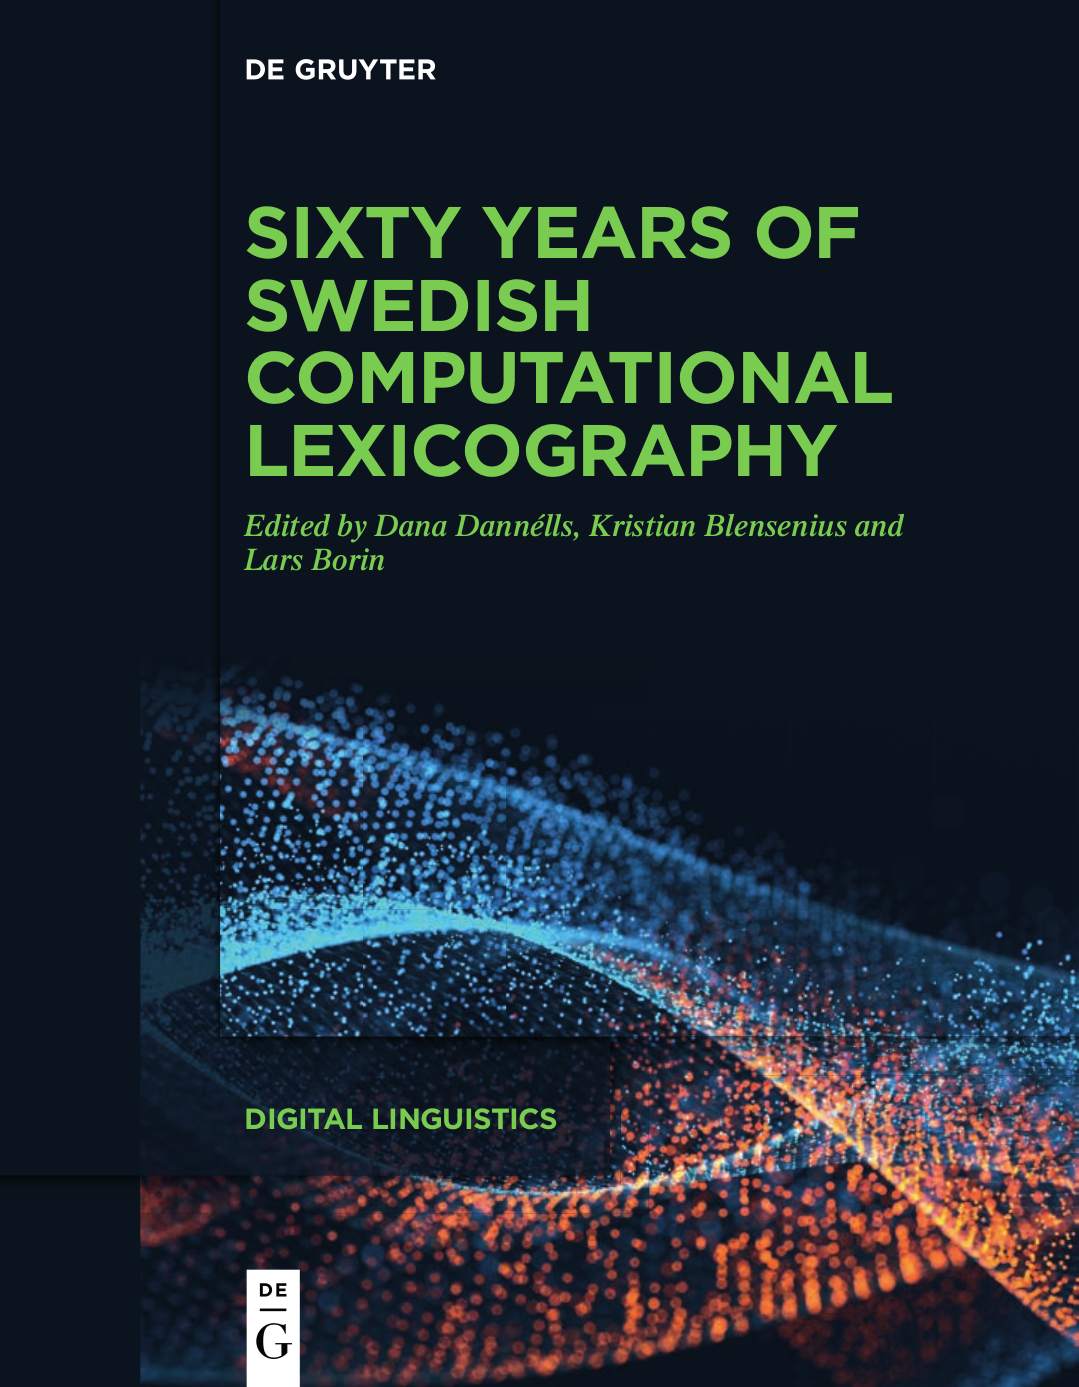 DE GRUYTER
SIXTY YEARS OF
SWEDISH
COMPUTATIONAL
LEXICOGRAPHY
Edited by Dana Dannélls, Kristian Blensenius and
Lars Borin
DIGITAL LINGUISTICS
DE
G